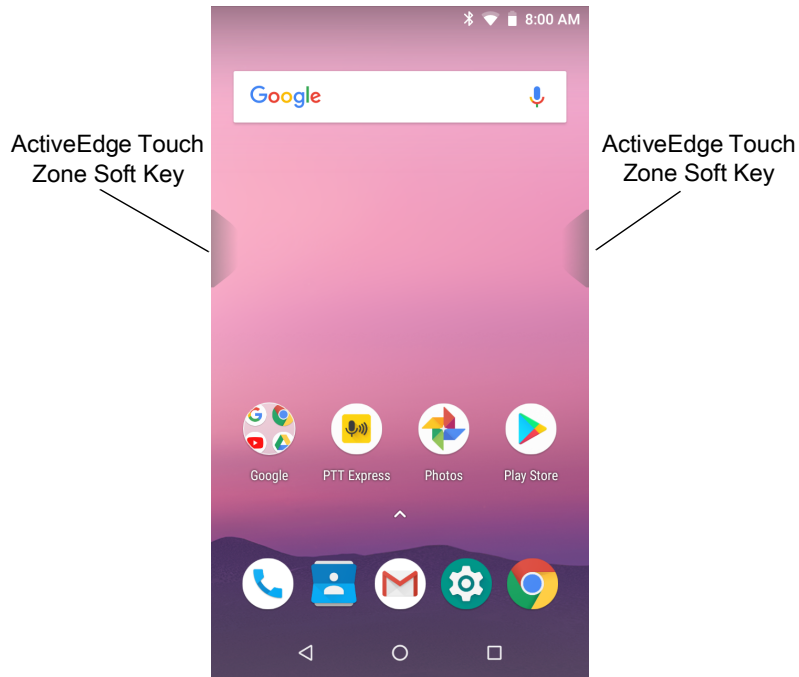 8:00 AM
Google
ActiveEdge Touch
Zone Soft Key
ActiveEdge Touch
Zone Soft Key
Google PTT Express Photos Play Store